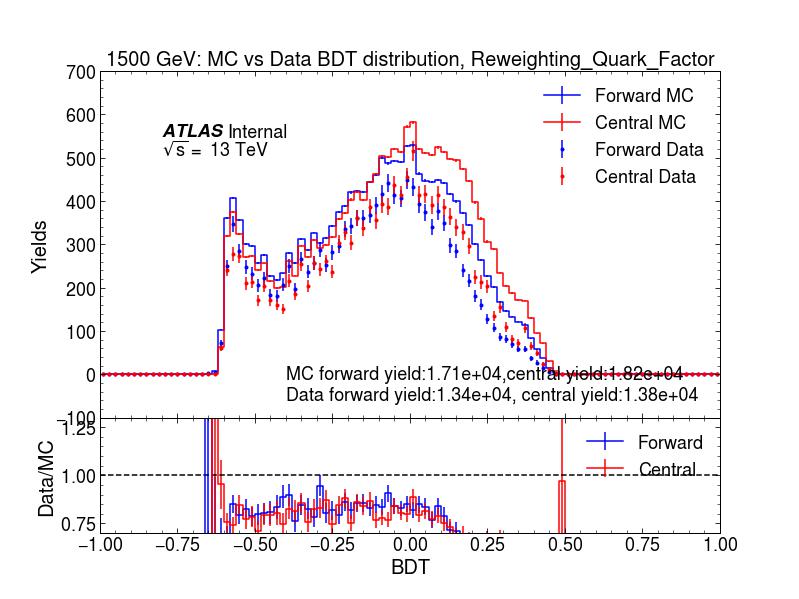 1500 GeV: MC vs Data BDT distribution, Reweighting_Quark_Factor
700
600
500
400
300
200
100
0
−100
Yields
ATLAS Internal
√s = 13 TeV
Forward MC
Central MC
Forward Data
Central Data
MC forward yield:1.71e+04,central yield:1.82e+04
Data forward yield:1.34e+04, central yield:1.38e+04
1.25
1.00
0.75
Data/MC
Forward
Central
−1.00 −0.75 −0.50 −0.25 0.00 0.25 0.50 0.75 1.00
BDT